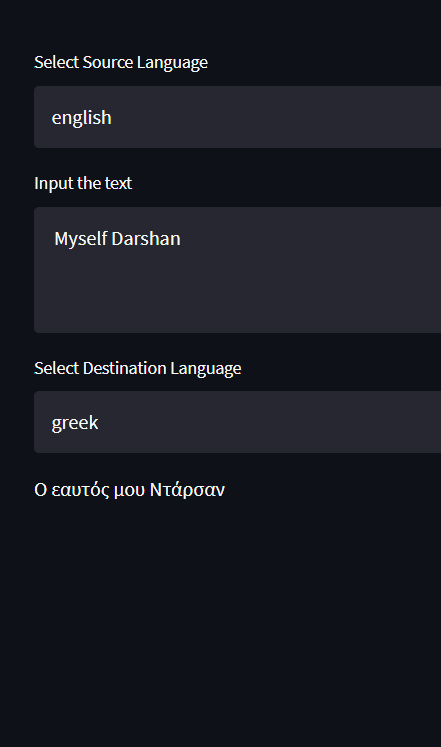 Select Source Language
english
Input the text
Myself Darshan
Select Destination Language
greek
Ο εαυτός μου Ντάρσαν